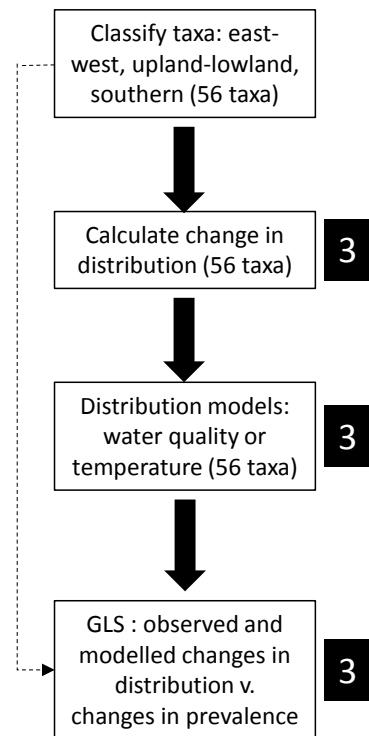 Classify taxa: east-
west, upland-lowland,
southern (56 taxa)
Calculate change in
distribution (56 taxa)
3
Distribution models:
water quality or
temperature (56 taxa)
3
GLS : observed and
modelled changes in
distribution v.
changes in prevalence
3